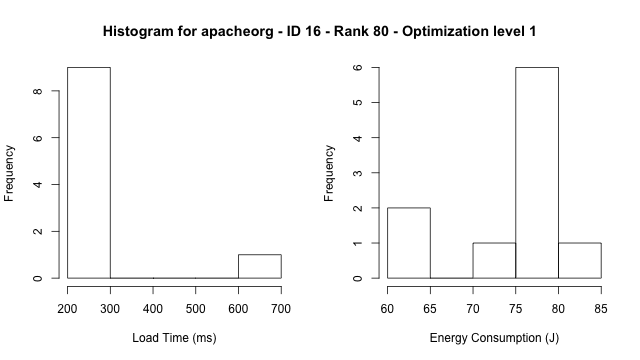 Histogram for apacheorg - ID 16 - Rank 80 - Optimization level 1
Frequency
0 2 4 6 8
200 300 400 500 600 700
Load Time (ms)
Frequency
0 1 2 3 4 5 6
60 65 70 75 80 85
Energy Consumption (J)